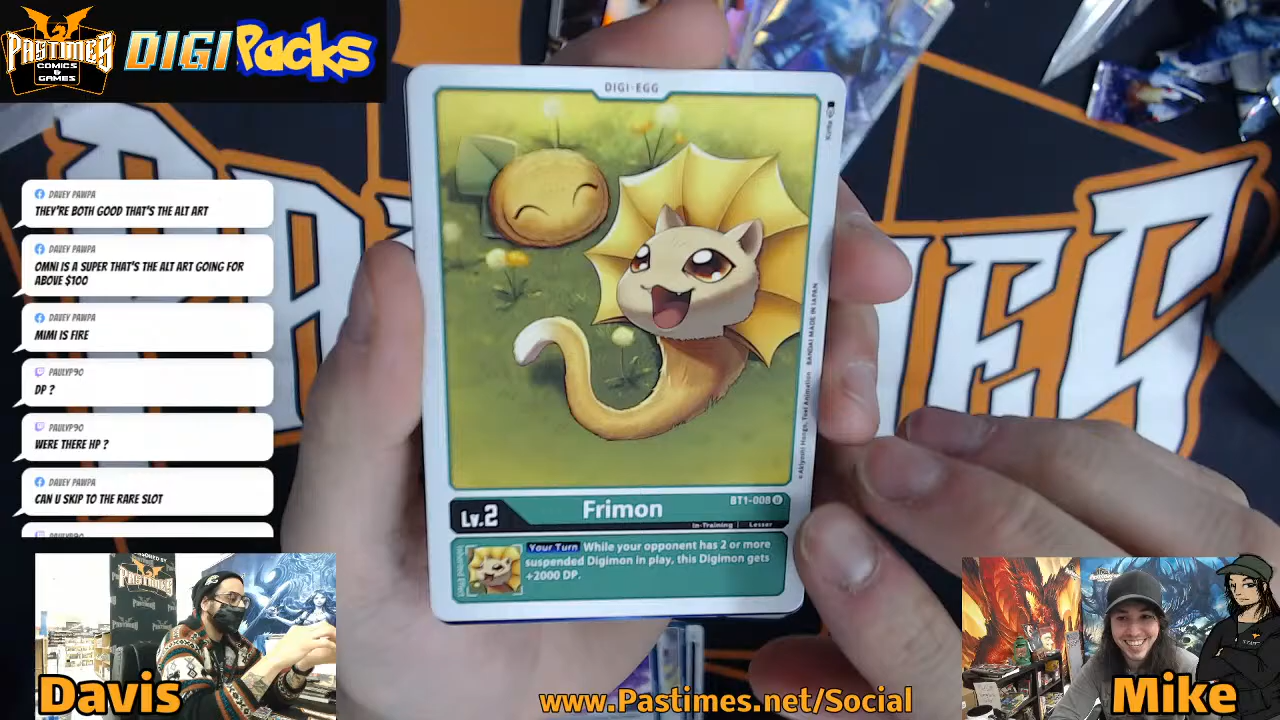 PASTIMES
COMICS
&
GAMES
DIGIPacks
DIGI-EGG
DAVEY PAWPA
THEY'RE BOTH GOOD THAT'S THE ALT ART
DAVEY PAWPA
OMNI IS A SUPER THAT'S THE ALT ART GOING FOR
ABOVE $100
DAVEY PAWPA
MIMI IS FIRE
PAULYP90
DP ?
PAULYP90
WERE THERE HP ?
DAVEY PAWPA
CAN U SKIP TO THE RARE SLOT
PAULYP90
BANDAI MADE IN JAPAN
Lv.2
Frimon
BT1-008 U
In-Training | Lesser
Your Turn While your opponent has 2 or more
suspended Digimon in play, this Digimon gets
+2000 DP.
PASTIMES
Davis
www.Pastimes.net/Social
Mike